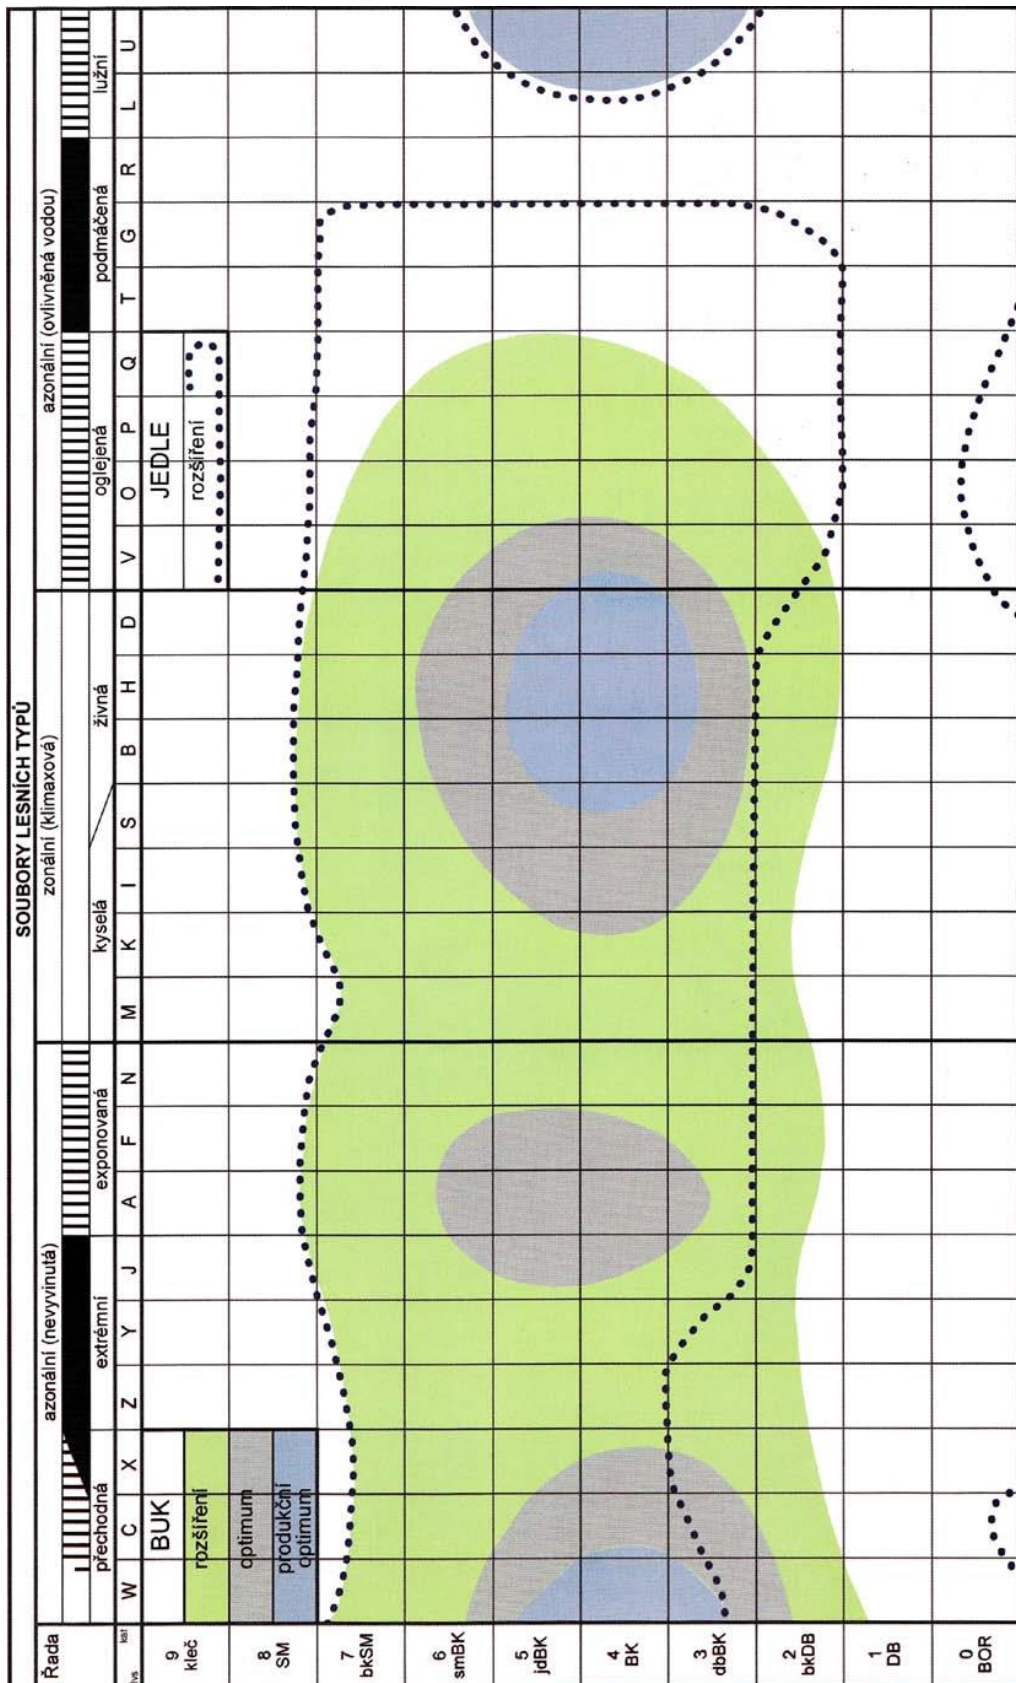 SOUBORY LESNÍCH TYPŮ
Řada
azonální (nevyvinutá)
zonální (klimaxová)
azonální (ovlivněná vodou)
přechodná
extrémní
exponovaná
kyselá
živná
oglejená
podmáčená
lužní
lvs
kat
W C X Z Y J A F N M K I S B H D V O P Q T G R L U
9
kleč
8
SM
7
bkSM
6
smBK
5
jdBK
4
BK
3
dbBK
2
bkDB
1
DB
0
BOR
BUK
rozšíření
optimum
produkční
optimum
JEDLE
rozšíření